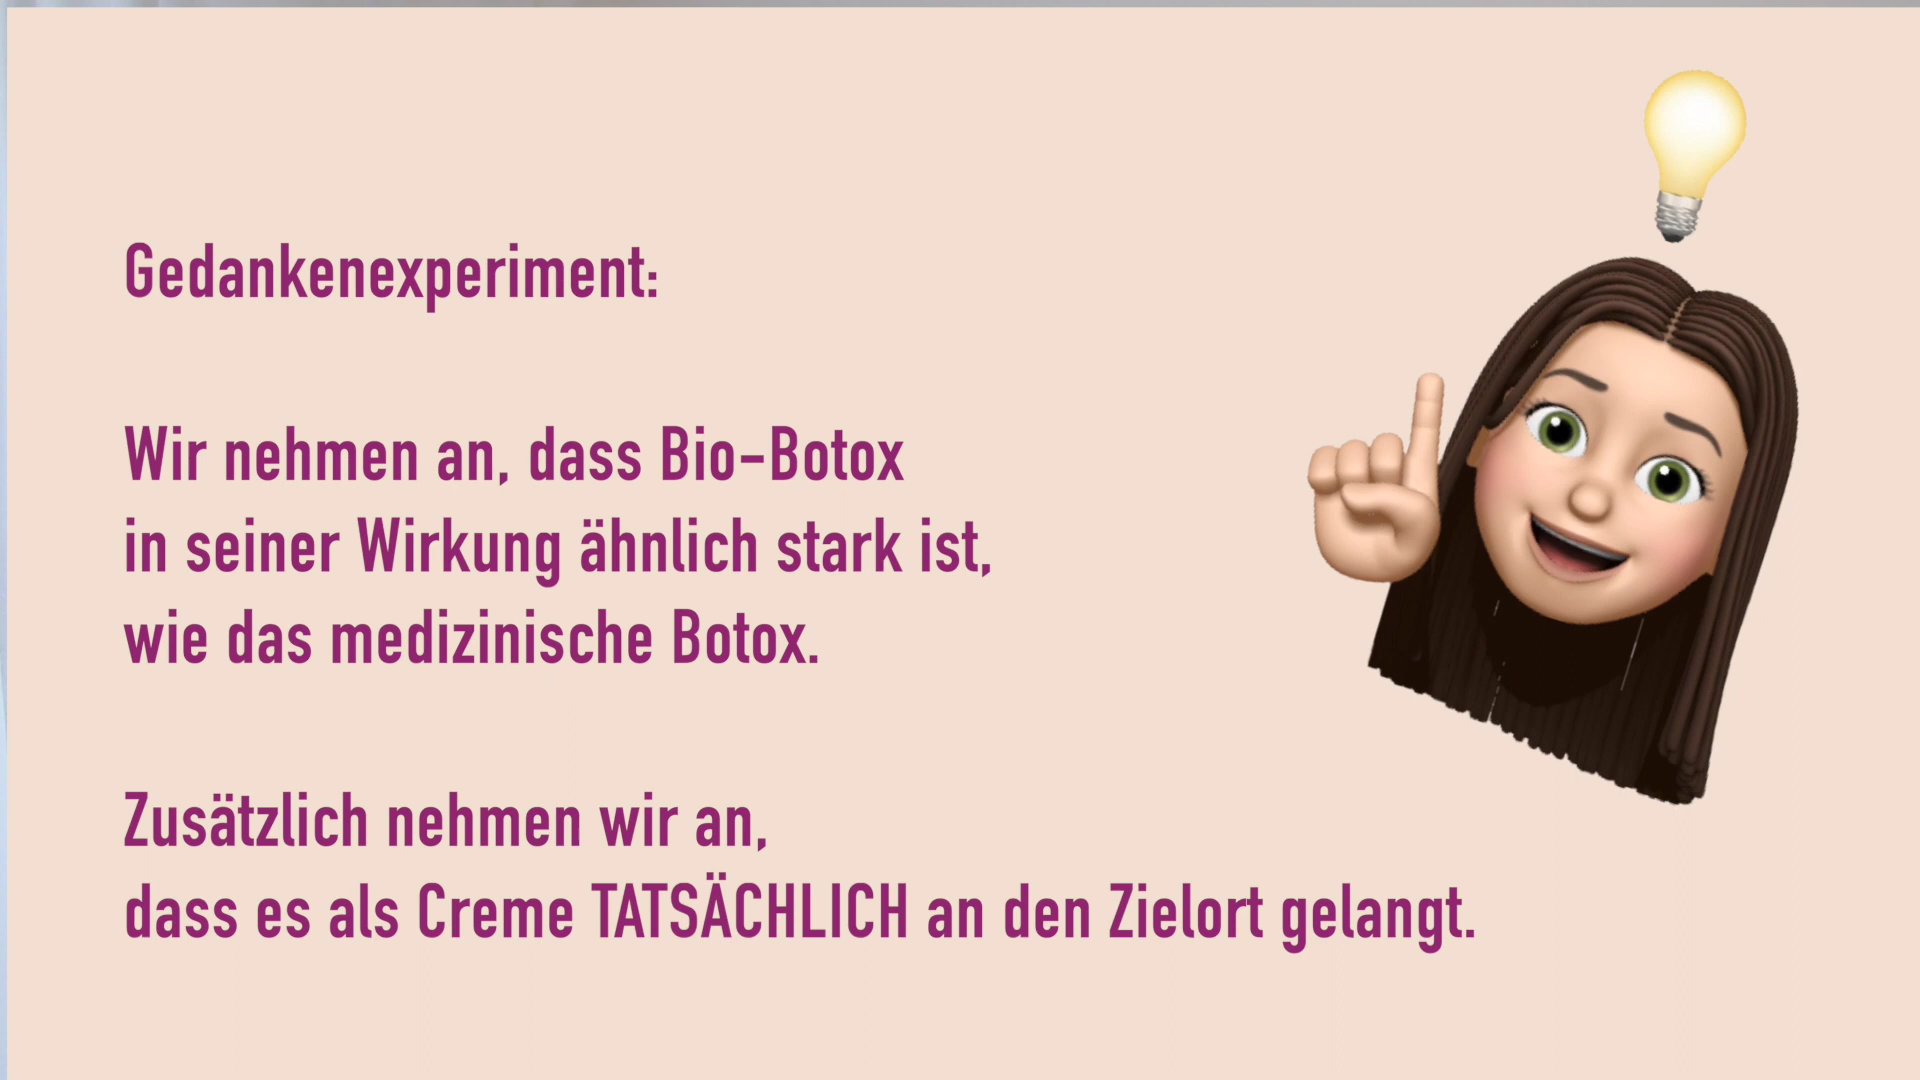 Gedankenexperiment:
Wir nehmen an, dass Bio-Botox
in seiner Wirkung ähnlich stark ist,
wie das medizinische Botox.
Zusätzlich nehmen wir an,
dass es als Creme TATSÄCHLICH an den Zielort gelangt.